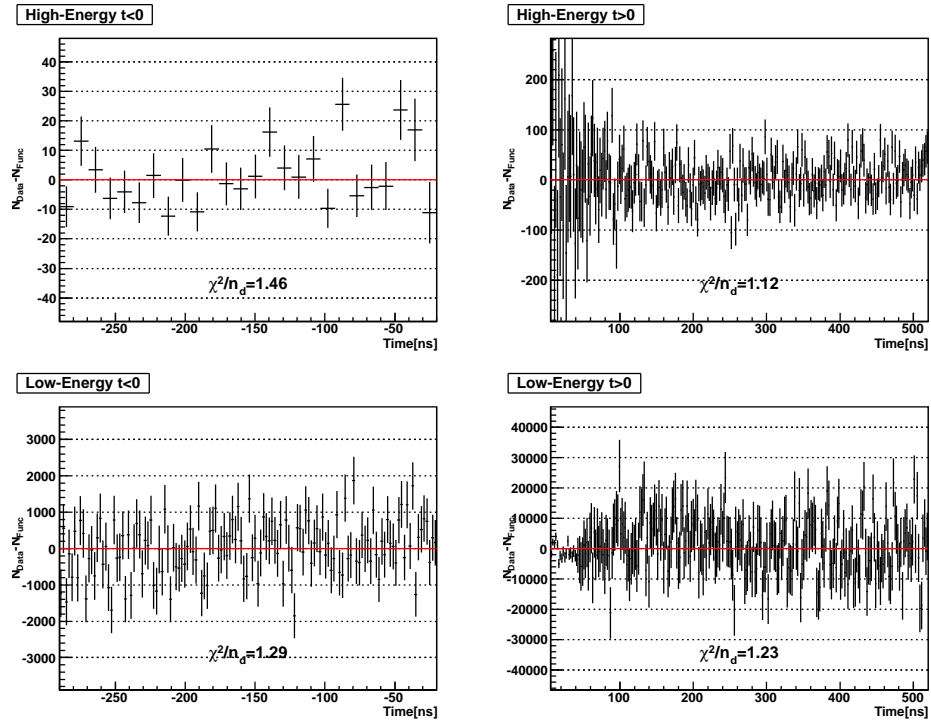 High-Energy t<0
N_Data-N_Func
40
30
20
10
0
-10
-20
-30
-40
χ²/n_d=1.46
-250 -200 -150 -100 -50
Time[ns]
High-Energy t>0
N_Data-N_Func
200
100
0
-100
-200
χ²/n_d=1.12
100 200 300 400 500
Time[ns]
Low-Energy t<0
N_Data-N_Func
3000
2000
1000
0
-1000
-2000
-3000
χ²/n_d=1.29
-250 -200 -150 -100 -50
Time[ns]
Low-Energy t>0
N_Data-N_Func
40000
30000
20000
10000
0
-10000
-20000
-30000
-40000
χ²/n_d=1.23
100 200 300 400 500
Time[ns]